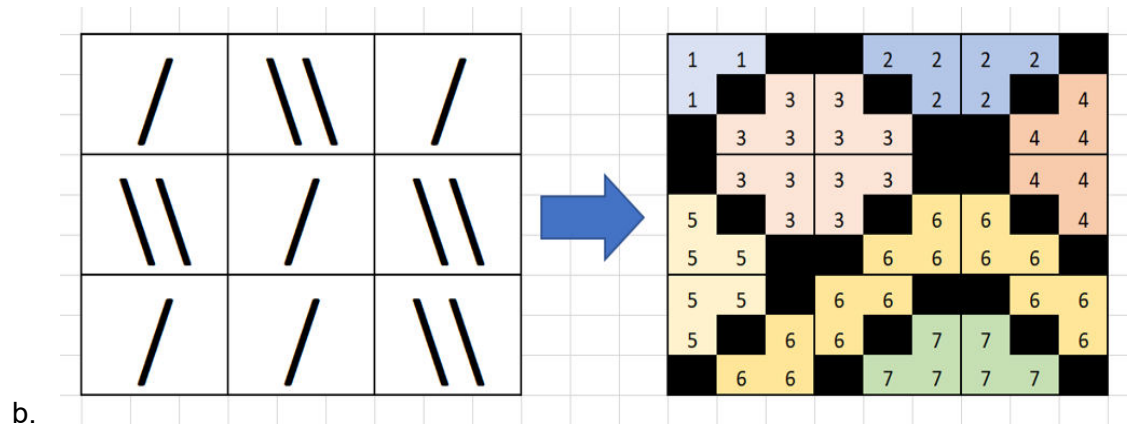 / \\ /
\\ / \\
/ / \\
1 1 2 2 2 2
1 3 3 2 2 4
3 3 3 3 4 4
3 3 3 3 4 4
5 3 3 6 6 4
5 5 6 6 6 6
5 5 6 6 6 6
5 6 6 7 7 6
6 6 7 7 7 7
b.